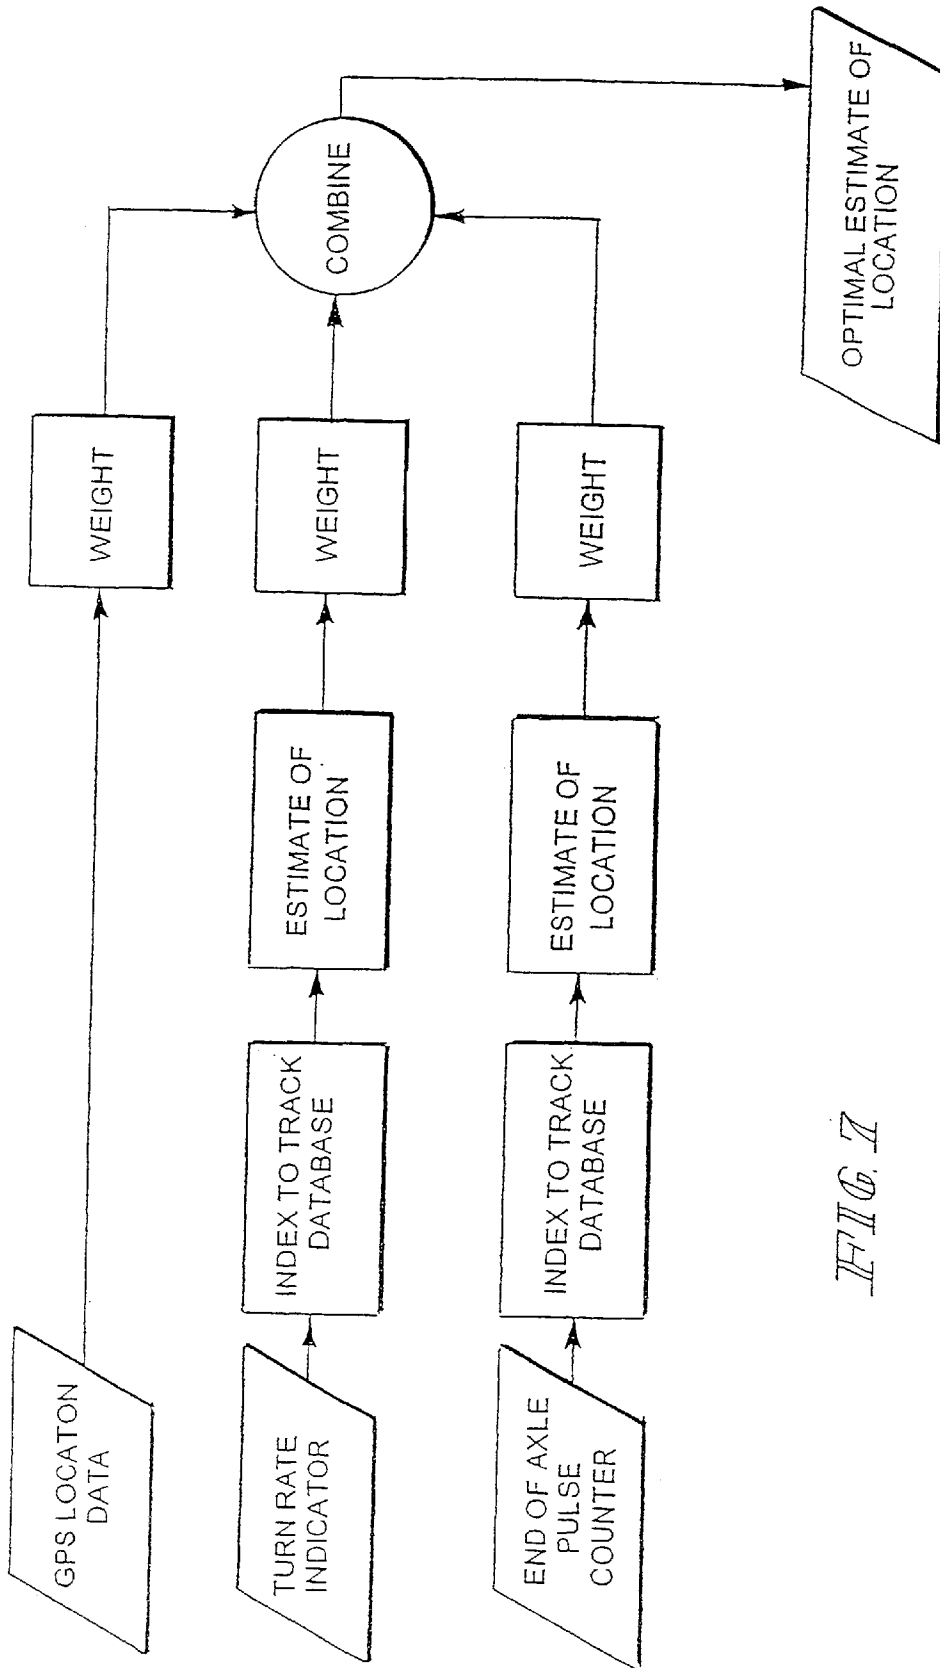 GPS LOCATON
DATA
WEIGHT
TURN RATE
INDICATOR
INDEX TO TRACK
DATABASE
ESTIMATE OF
LOCATION
WEIGHT
COMBINE
END OF AXLE
PULSE
COUNTER
INDEX TO TRACK
DATABASE
ESTIMATE OF
LOCATION
WEIGHT
OPTIMAL ESTIMATE OF
LOCATION
FIG. 7